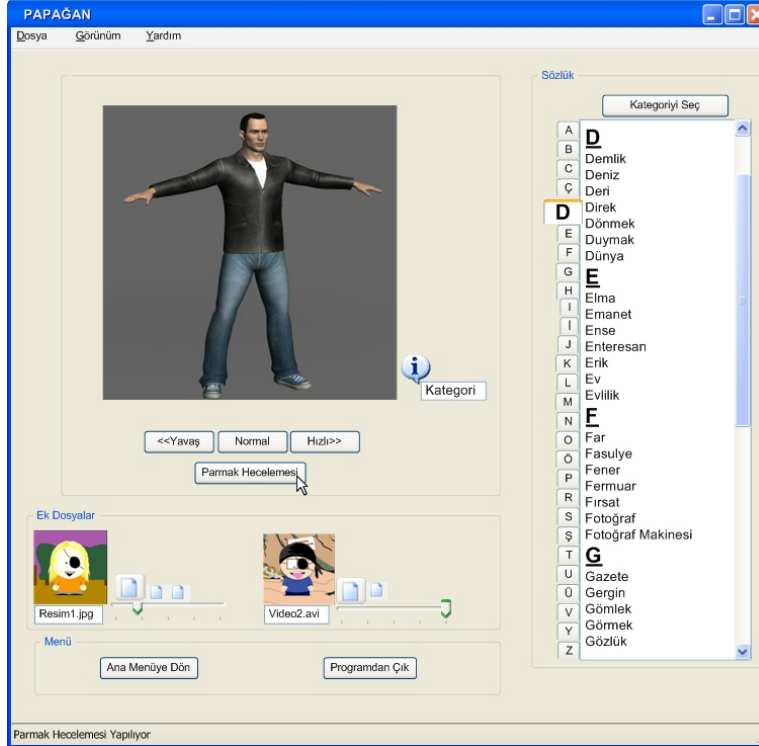 PAPAĞAN
Dosya Görünüm Yardım
Kategori
<<Yavaş Normal Hızlı>>
Parmak Hecelemesi
Ek Dosyalar
Resim1.jpg
Video2.avi
Menü
Ana Menüye Dön
Programdan Çık
Sözlük
Kategoriyi Seç
A
B
C
Ç
D
E
F
G
H
I
İ
J
K
L
M
N
O
Ö
P
R
S
Ş
T
U
Ü
V
Y
Z
D
Demlik
Deniz
Deri
Direk
Dönmek
Duymak
Dünya
E
Elma
Emanet
Ense
Enteresan
Erik
Ev
Evlilik
F
Far
Fasulye
Fener
Fermuar
Fırsat
Fotoğraf
Fotoğraf Makinesi
G
Gazete
Gergin
Gömlek
Görmek
Gözlük
Parmak Hecelemesi Yapılıyor